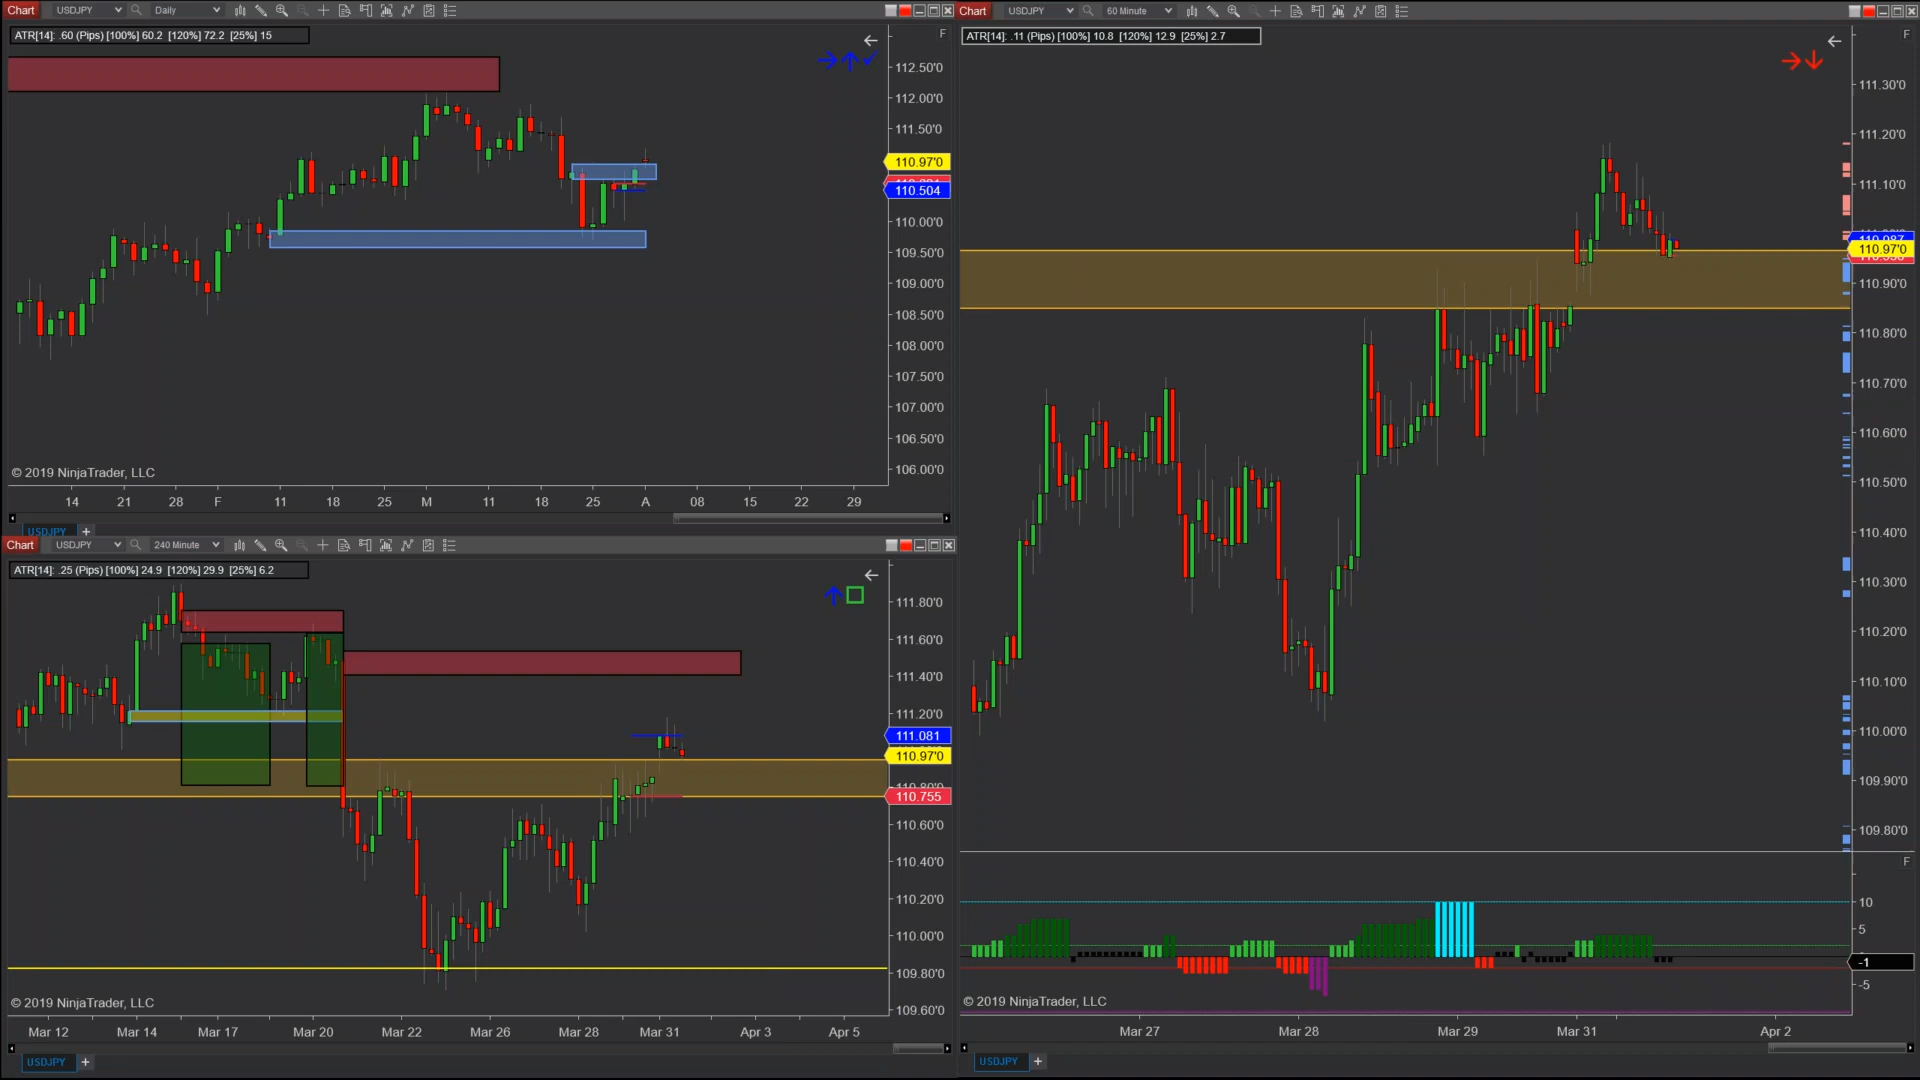 Chart USDJPY Daily
ATR[14]: .60 (Pips) [100%] 60.2 [120%] 72.2 [25%] 15
F
112.50'0
112.00'0
111.50'0
110.97'0
110.504
110.00'0
109.50'0
109.00'0
108.50'0
108.00'0
107.50'0
107.00'0
106.50'0
106.00'0
© 2019 NinjaTrader, LLC
14 21 28 F 11 18 25 M 11 18 25 A 08 15 22 29
USDJPY +
Chart USDJPY 240 Minute
ATR[14]: .25 (Pips) [100%] 24.9 [120%] 29.9 [25%] 6.2
111.80'0
111.60'0
111.40'0
111.20'0
111.081
110.97'0
110.755
110.60'0
110.40'0
110.20'0
110.00'0
109.80'0
109.60'0
© 2019 NinjaTrader, LLC
Mar 12 Mar 14 Mar 17 Mar 20 Mar 22 Mar 26 Mar 28 Mar 31 Apr 3 Apr 5
USDJPY +
Chart USDJPY 60 Minute
ATR[14]: .11 (Pips) [100%] 10.8 [120%] 12.9 [25%] 2.7
F
111.30'0
111.20'0
111.10'0
110.97'0
110.90'0
110.80'0
110.70'0
110.60'0
110.50'0
110.40'0
110.30'0
110.20'0
110.10'0
110.00'0
109.90'0
109.80'0
F
10
5
-1
-5
© 2019 NinjaTrader, LLC
Mar 27 Mar 28 Mar 29 Mar 31 Apr 2
USDJPY +